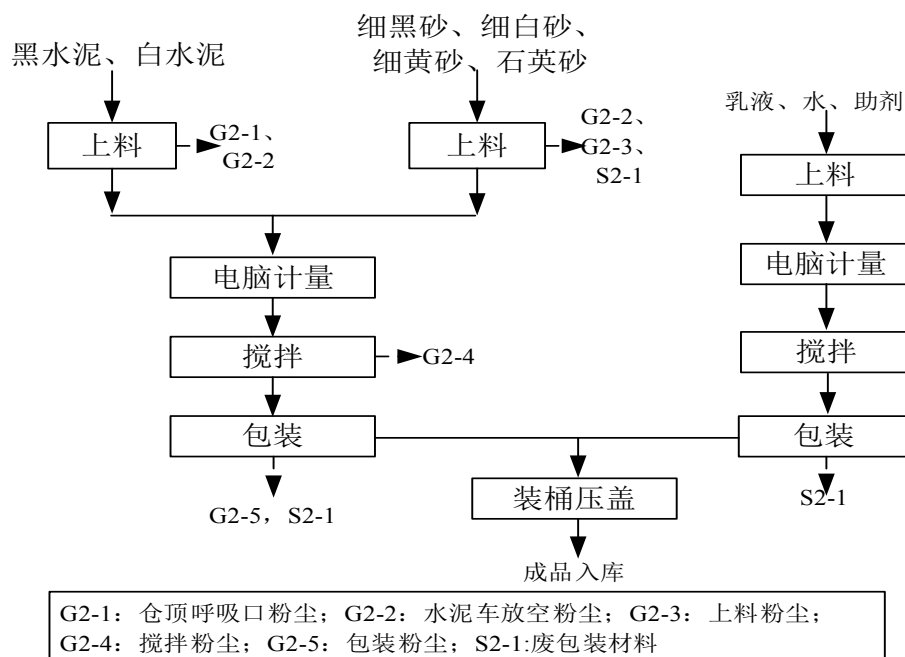 细黑砂、细白砂、
细黄砂、石英砂
黑水泥、白水泥
乳液、水、助剂
上料
G2-1、
G2-2
上料
G2-2、
G2-3、
S2-1
上料
电脑计量
电脑计量
搅拌
G2-4
搅拌
包装
包装
G2-5，S2-1
装桶压盖
S2-1
成品入库
G2-1：仓顶呼吸口粉尘；G2-2：水泥车放空粉尘；G2-3：上料粉尘；
G2-4：搅拌粉尘；G2-5：包装粉尘；S2-1:废包装材料